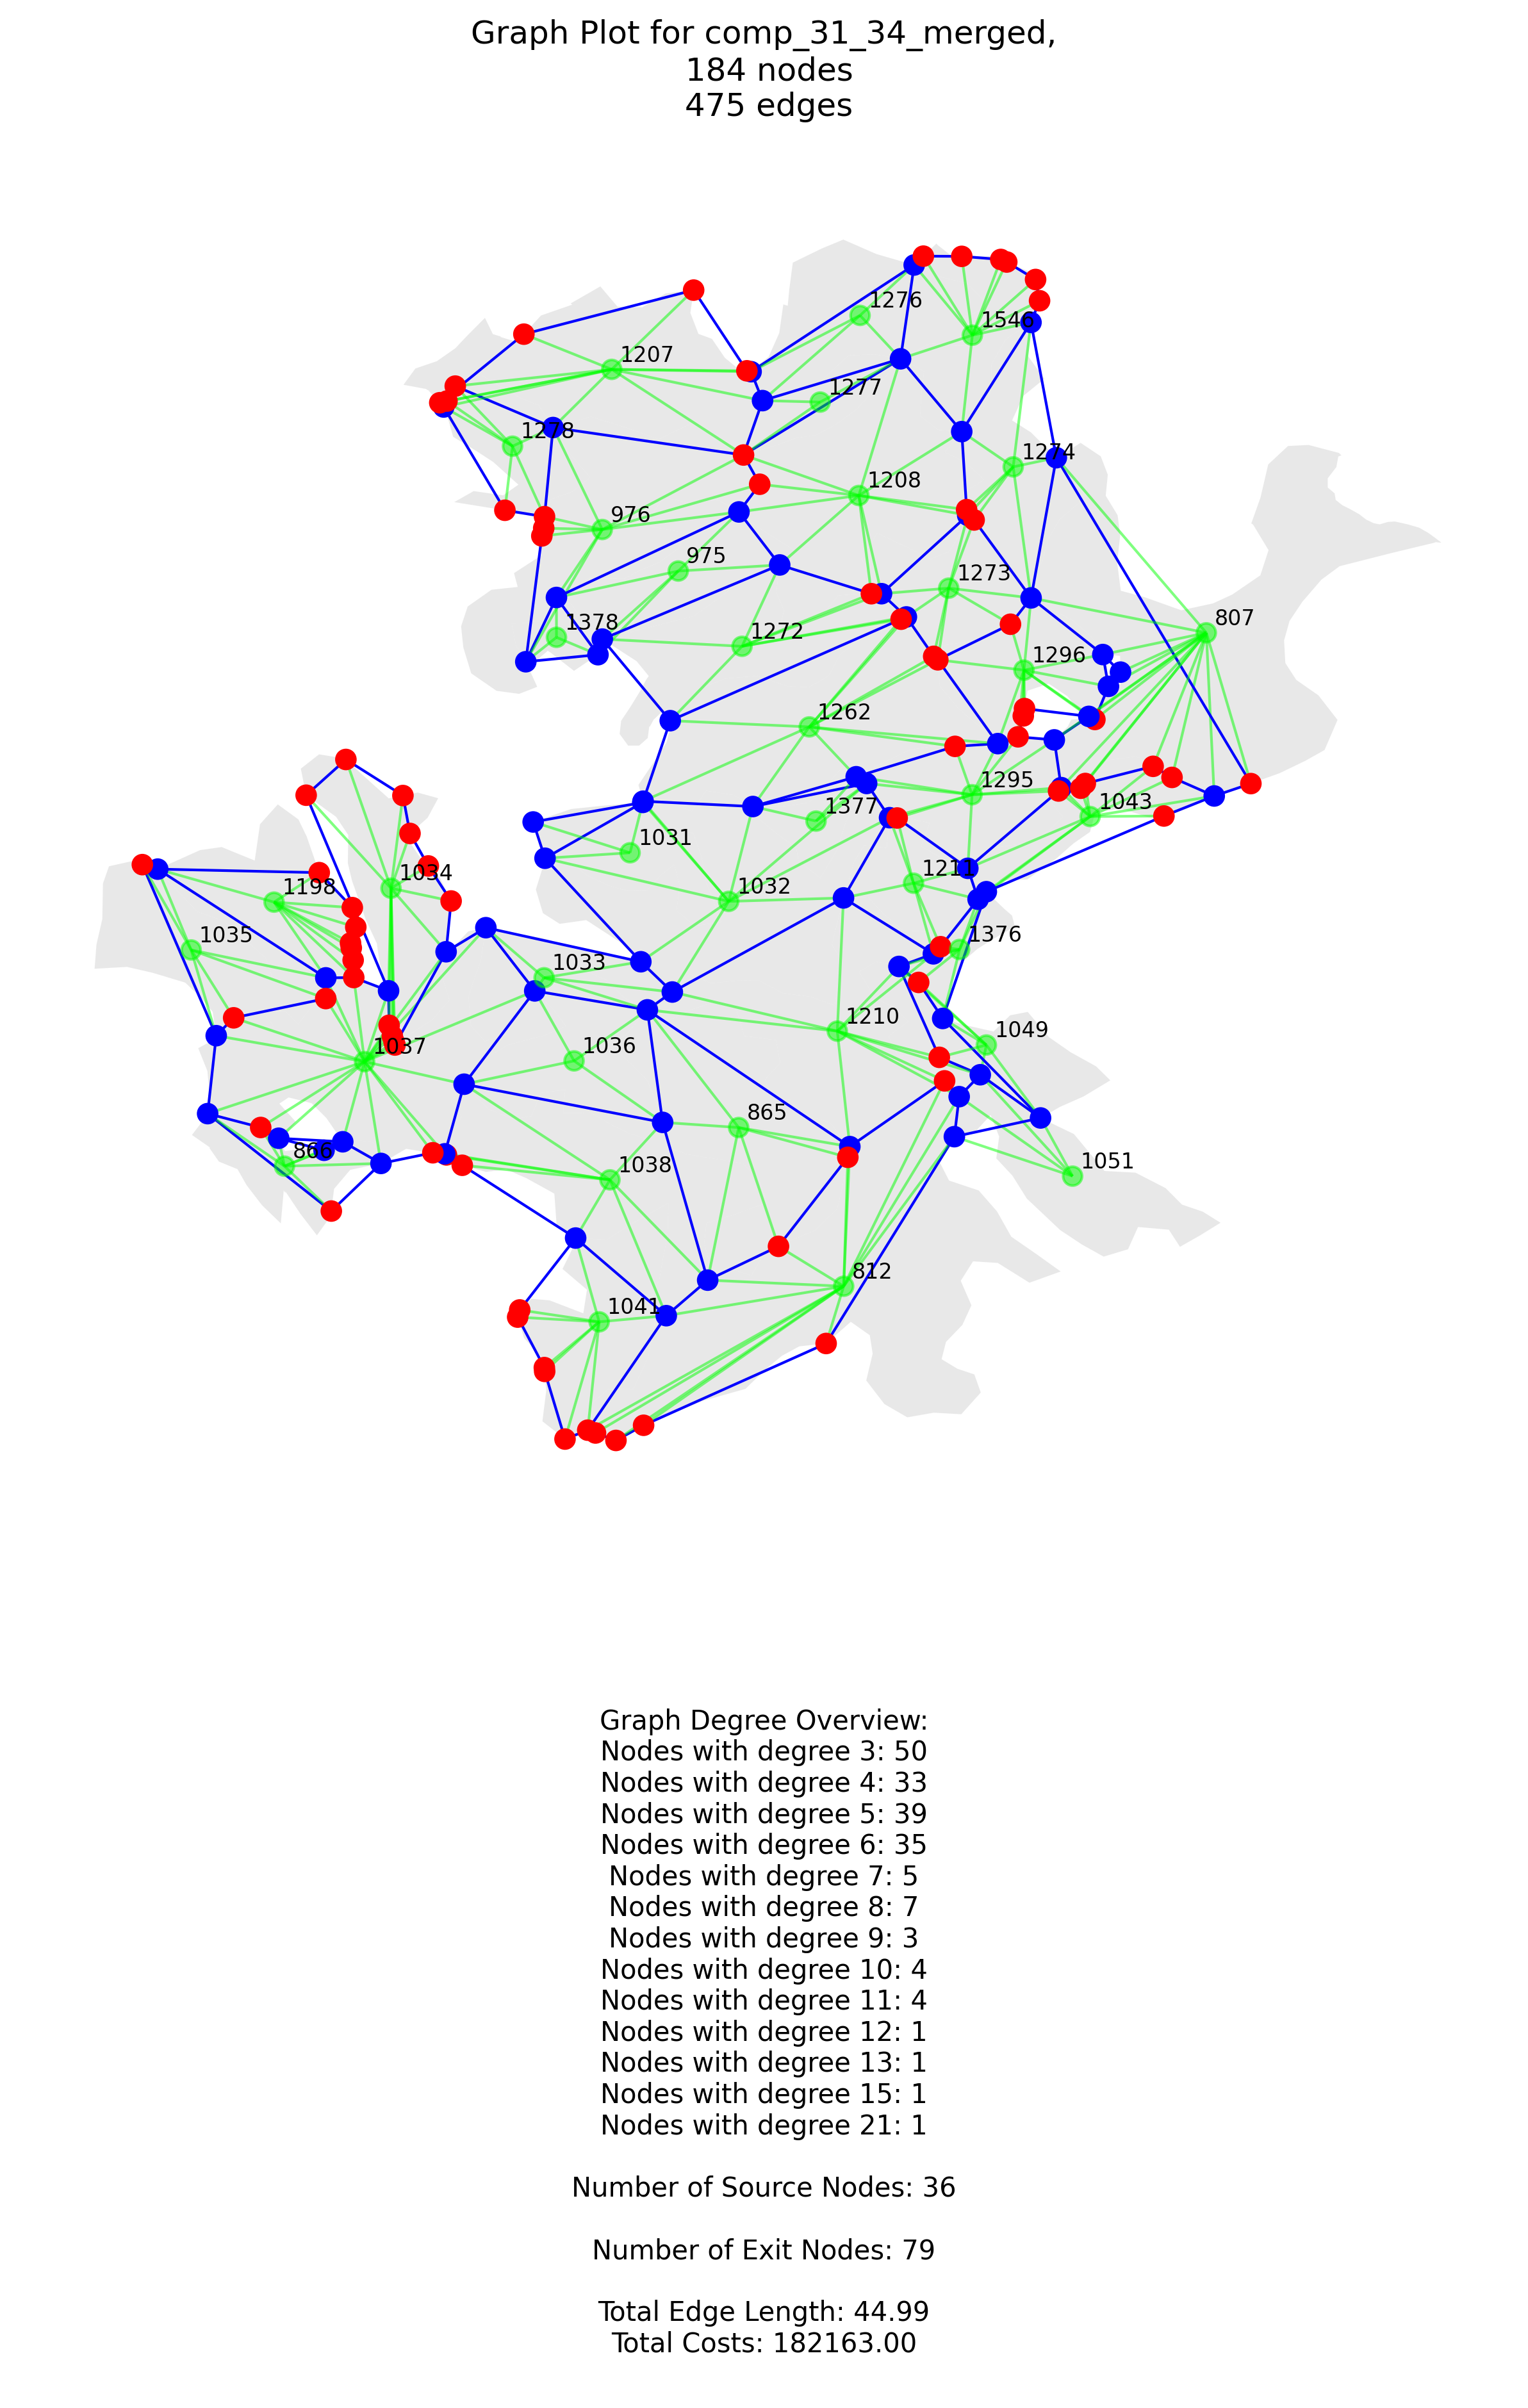 Graph Plot for comp_31_34_merged,
184 nodes
475 edges
1276
1546
1207
1277
1278
1274
1208
976
975
1273
1378
1272
807
1296
1262
1295
1377
1043
1031
1034
1211
1198
1032
1035
1376
1033
1210
1049
1037
1036
865
866
1051
1038
812
1041
Graph Degree Overview:
Nodes with degree 3: 50
Nodes with degree 4: 33
Nodes with degree 5: 39
Nodes with degree 6: 35
Nodes with degree 7: 5
Nodes with degree 8: 7
Nodes with degree 9: 3
Nodes with degree 10: 4
Nodes with degree 11: 4
Nodes with degree 12: 1
Nodes with degree 13: 1
Nodes with degree 15: 1
Nodes with degree 21: 1
Number of Source Nodes: 36
Number of Exit Nodes: 79
Total Edge Length: 44.99
Total Costs: 182163.00